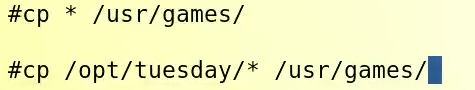 #cp * /usr/games/
#cp /opt/tuesday/* /usr/games/